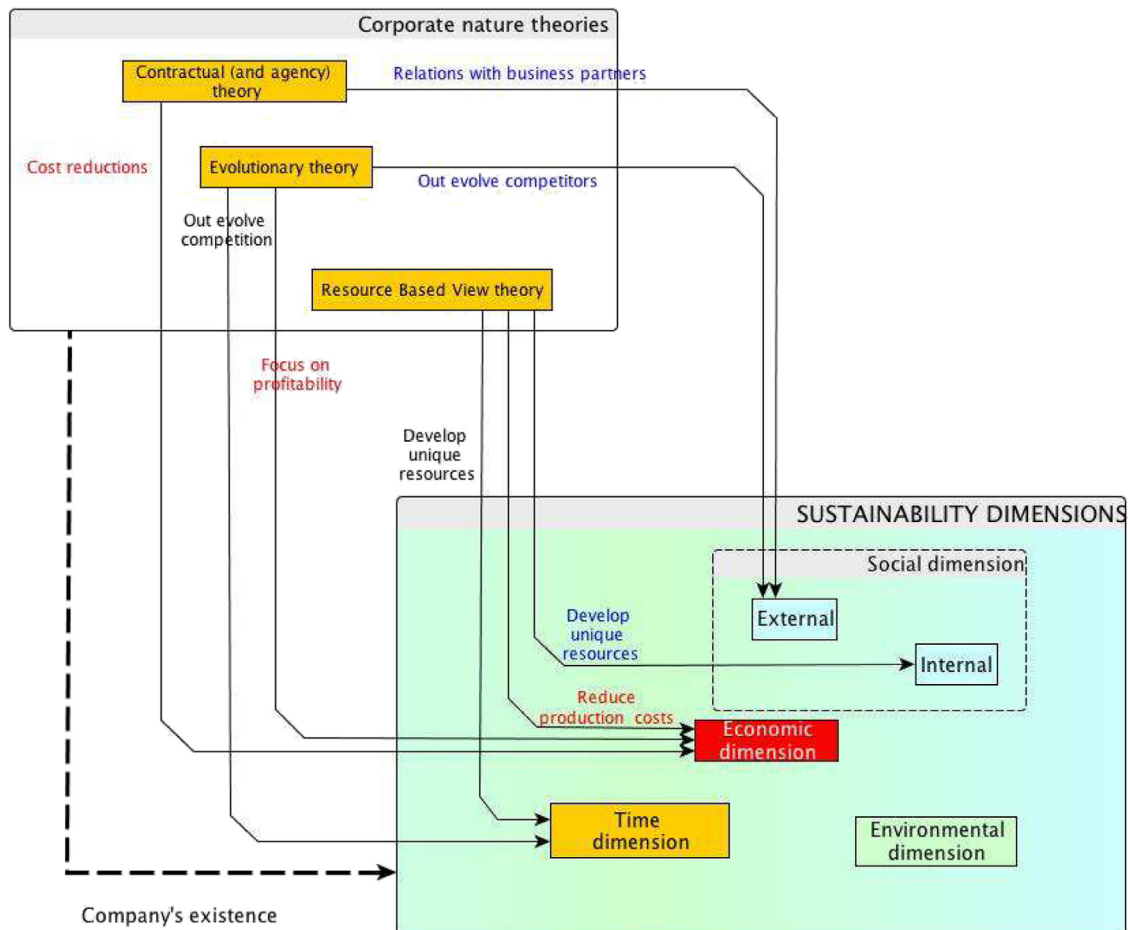 Corporate nature theories
Contractual (and agency)
theory
Relations with business partners
Cost reductions
Evolutionary theory
Out evolve competitors
Out evolve
competition
Resource Based View theory
Focus on
profitability
Develop
unique
resources
SUSTAINABILITY DIMENSIONS
Social dimension
External
Develop
unique
resources
Internal
Reduce
production costs
Economic
dimension
Time
dimension
Environmental
dimension
Company's existence